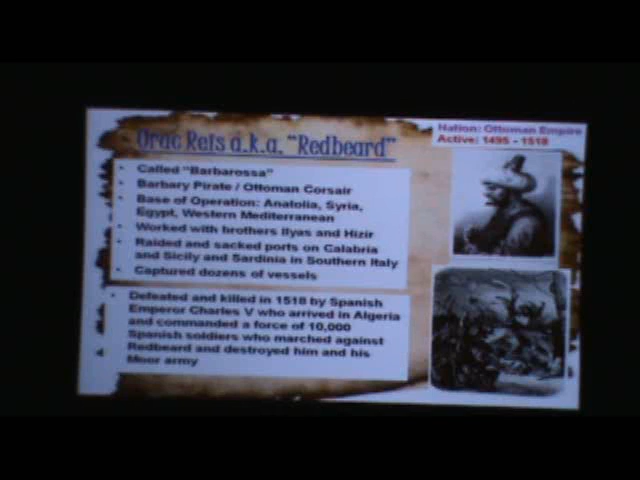 Orac Reis a.k.a. "Redbeard"
Nation: Ottoman Empire
Active: 1495 - 1518
• Called "Barbarossa"
• Barbary Pirate / Ottoman Corsair
• Base of Operation: Anatolia, Syria,
Egypt, Western Mediterranean
• Worked with brothers Ilyas and Hizir
• Raided and sacked ports on Calabria
and Sicily and Sardinia in Southern Italy
• Captured dozens of vessels
• Defeated and killed in 1518 by Spanish
Emperor Charles V who arrived in Algeria
and commanded a force of 10,000
Spanish soldiers who marched against
Redbeard and destroyed him and his
Moor army